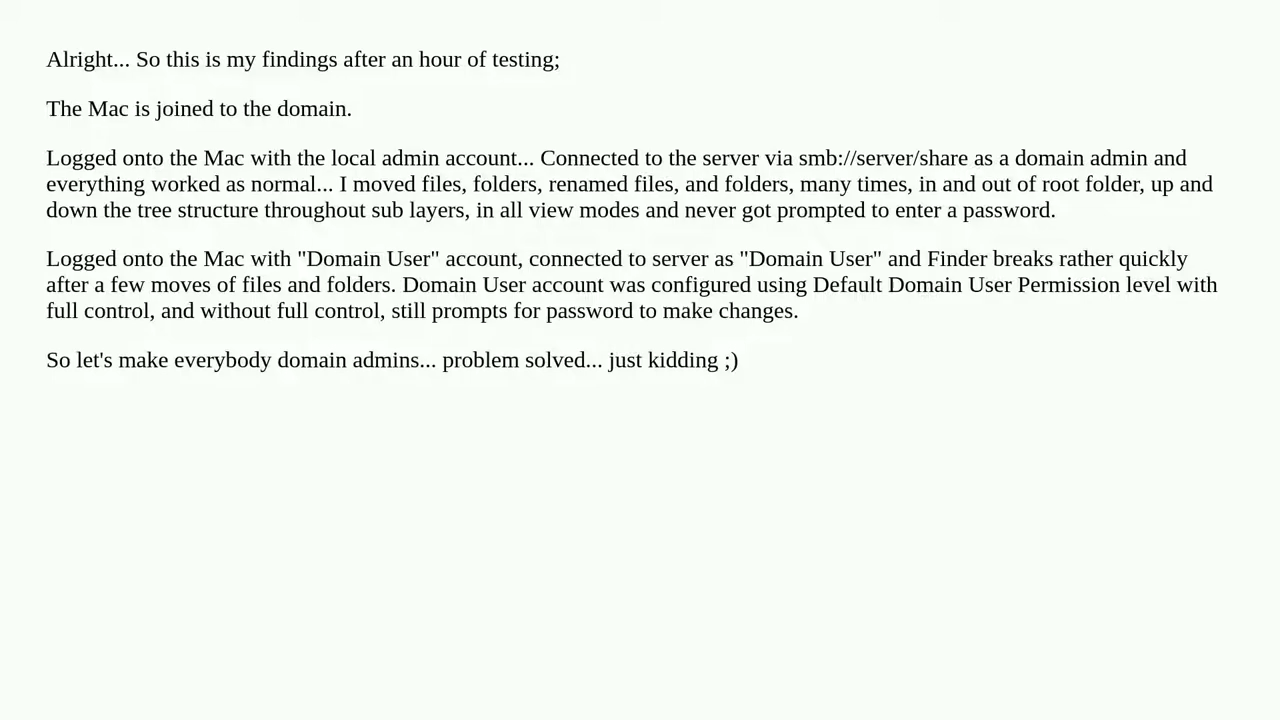 Alright... So this is my findings after an hour of testing;
The Mac is joined to the domain.
Logged onto the Mac with the local admin account... Connected to the server via smb://server/share as a domain admin and
everything worked as normal... I moved files, folders, renamed files, and folders, many times, in and out of root folder, up and
down the tree structure throughout sub layers, in all view modes and never got prompted to enter a password.
Logged onto the Mac with "Domain User" account, connected to server as "Domain User" and Finder breaks rather quickly
after a few moves of files and folders. Domain User account was configured using Default Domain User Permission level with
full control, and without full control, still prompts for password to make changes.
So let's make everybody domain admins... problem solved... just kidding ;)